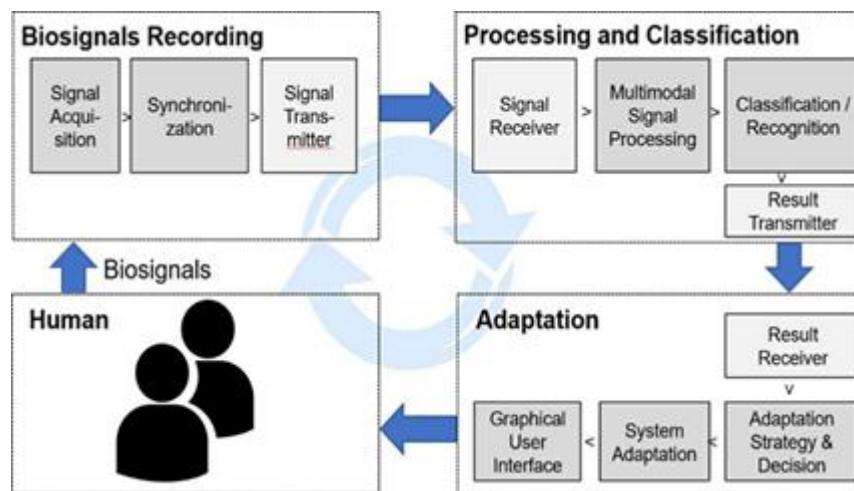 Biosignals Recording
Signal
Acqui-
sition
>
Synchroni-
zation
>
Signal
Trans-
mitter
Processing and Classification
Signal
Receiver
>
Multimodal
Signal
Processing
>
Classification /
Recognition
v
Result
Transmitter
Biosignals
Human
Adaptation
Result
Receiver
v
Graphical
User
Interface
<
System
Adaptation
<
Adaptation
Strategy &
Decision